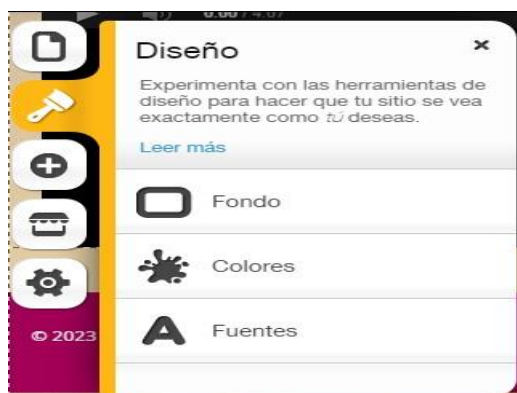 0:00 / 4:07
Diseño ×
Experimenta con las herramientas de
diseño para hacer que tu sitio se vea
exactamente como tú deseas.
Leer más
Fondo
Colores
Fuentes
© 2023